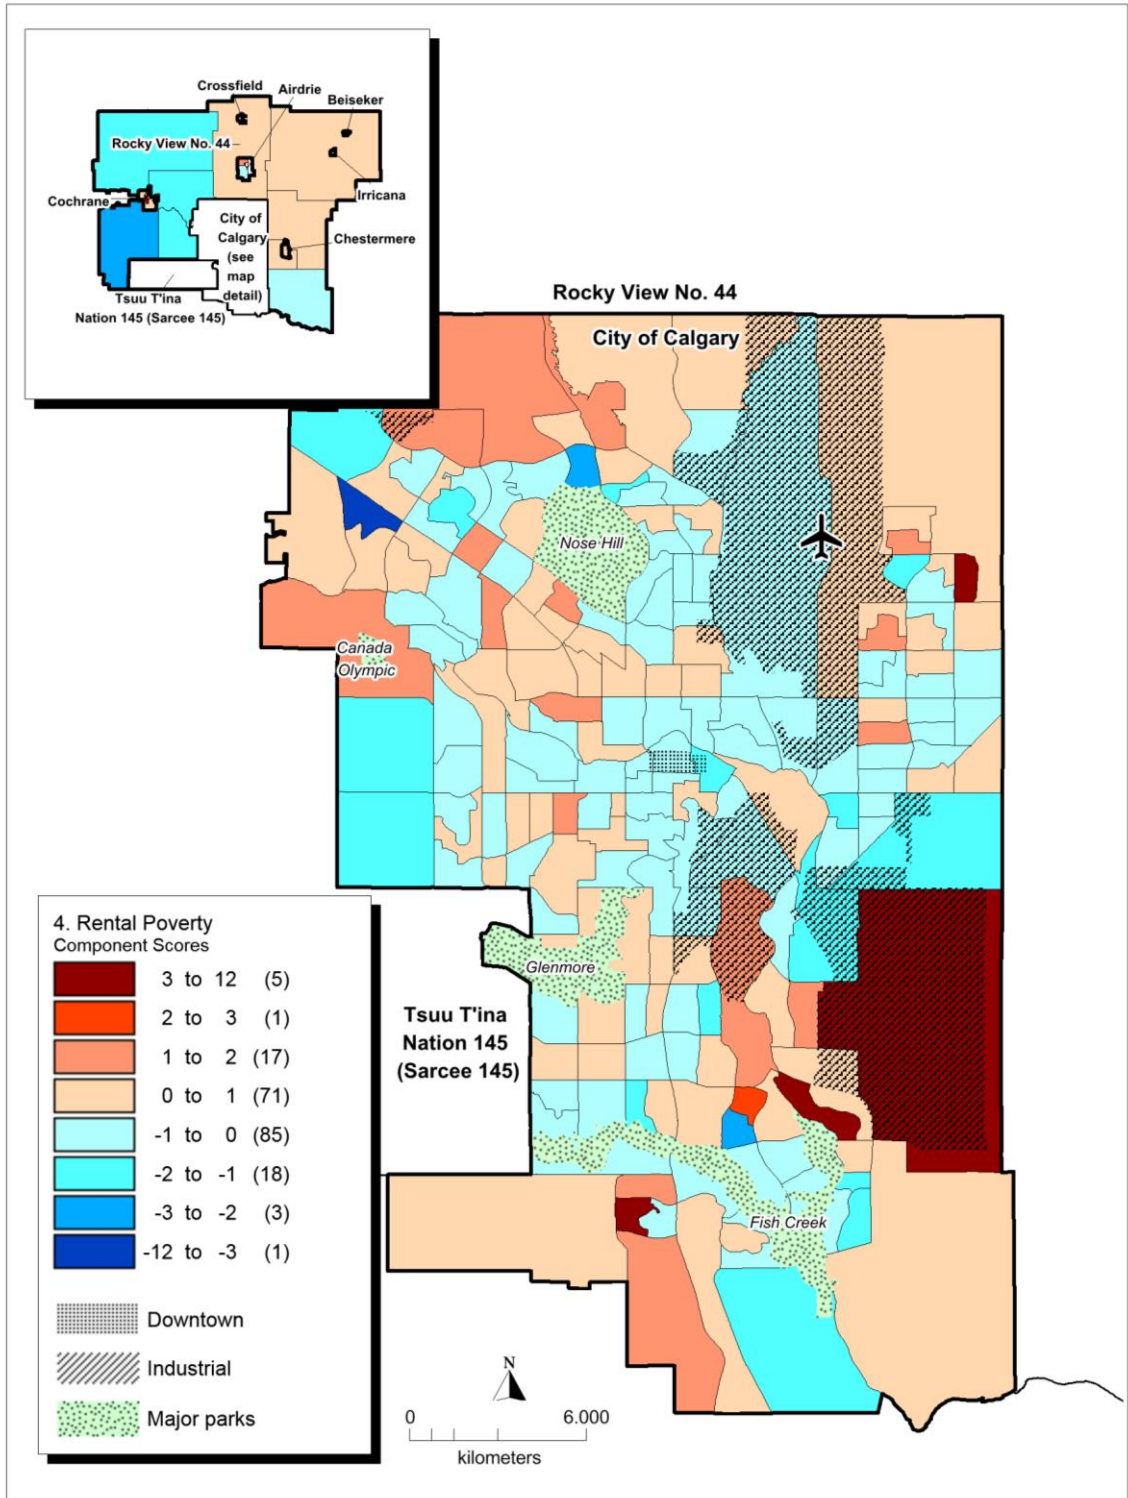 Crossfield
Airdrie
Beiseker
Rocky View No. 44
Irricana
Cochrane
City of
Calgary
(see
map
detail)
Chestermere
Tsuu T'ina
Nation 145 (Sarcee 145)
Rocky View No. 44
City of Calgary
Nose Hill
Canada
Olympic
Glenmore
Tsuu T'ina
Nation 145
(Sarcee 145)
Fish Creek
4. Rental Poverty
Component Scores
3 to 12 (5)
2 to 3 (1)
1 to 2 (17)
0 to 1 (71)
-1 to 0 (85)
-2 to -1 (18)
-3 to -2 (3)
-12 to -3 (1)
Downtown
Industrial
Major parks
N
0 6.000
kilometers